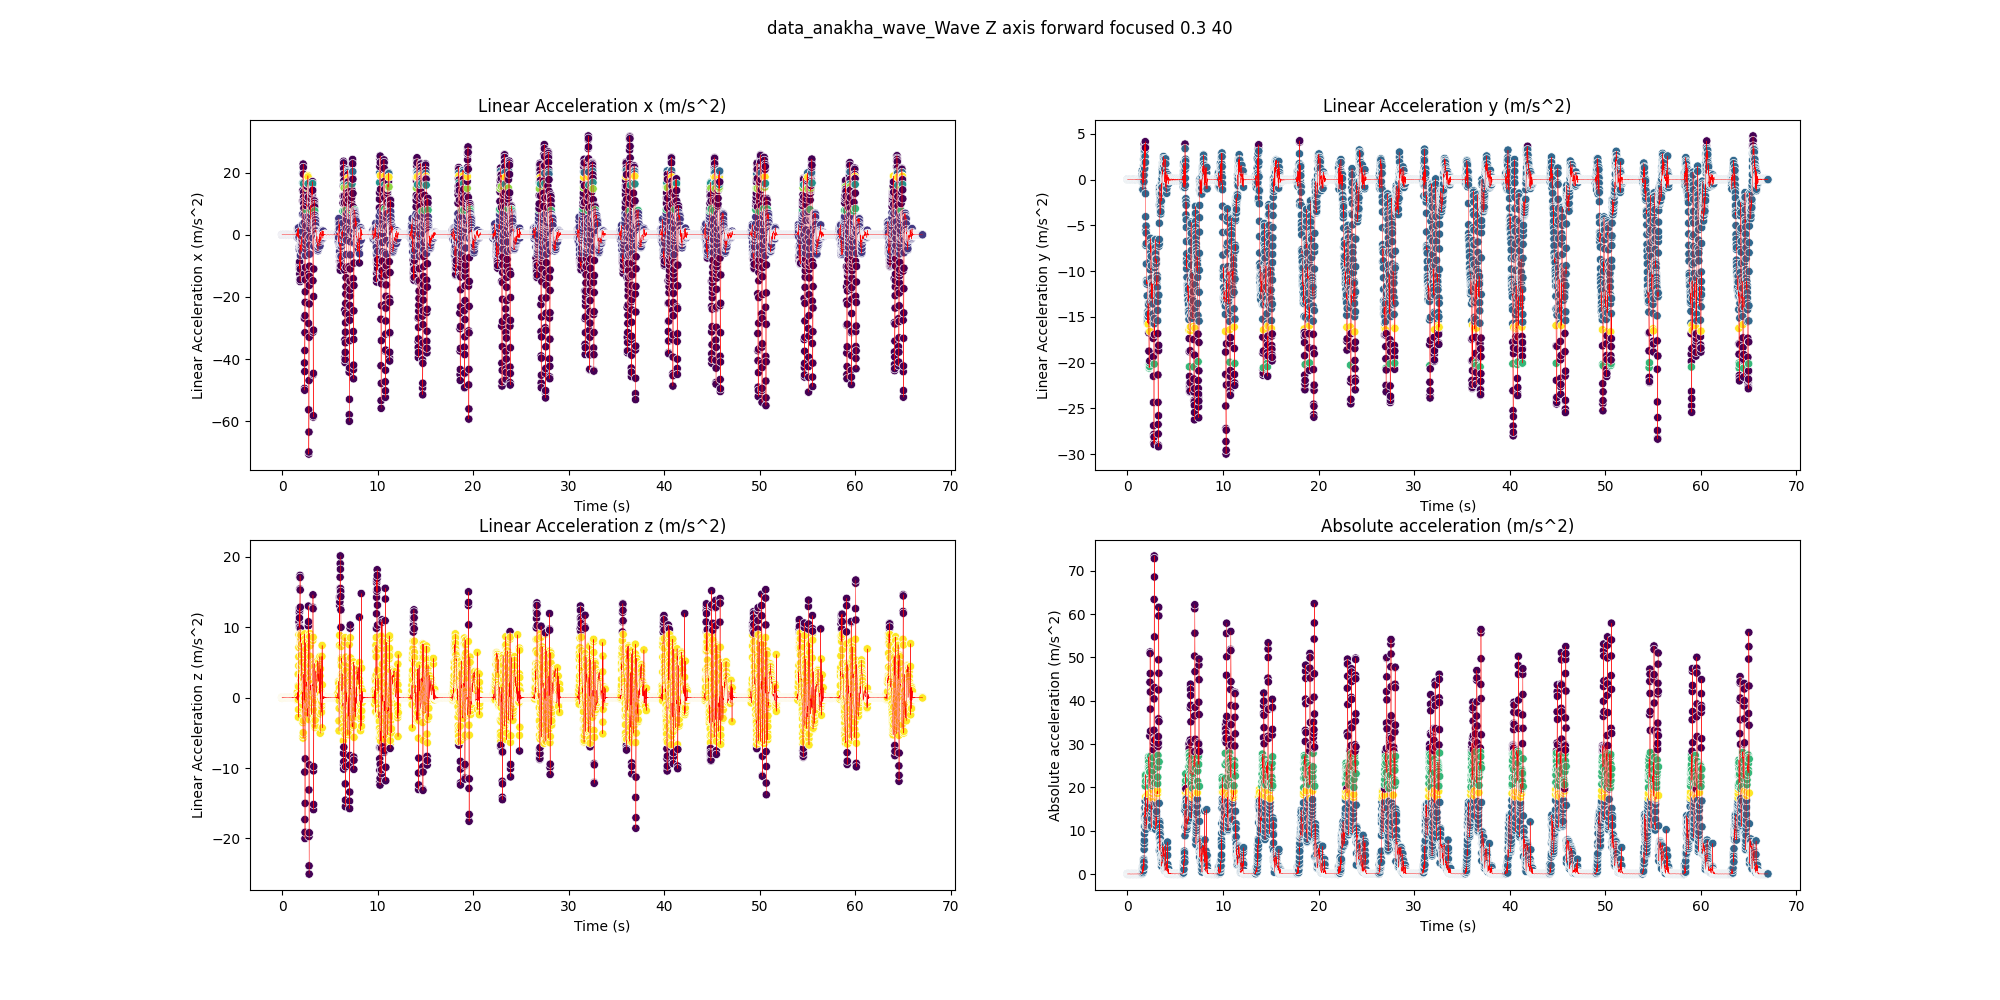 data_anakha_wave_Wave Z axis forward focused 0.3 40
Linear Acceleration x (m/s^2)
Linear Acceleration x (m/s^2)
20
0
−20
−40
−60
0 10 20 30 40 50 60 70
Time (s)
Linear Acceleration y (m/s^2)
Linear Acceleration y (m/s^2)
5
0
−5
−10
−15
−20
−25
−30
0 10 20 30 40 50 60 70
Time (s)
Linear Acceleration z (m/s^2)
Linear Acceleration z (m/s^2)
20
10
0
−10
−20
0 10 20 30 40 50 60 70
Time (s)
Absolute acceleration (m/s^2)
Absolute acceleration (m/s^2)
70
60
50
40
30
20
10
0
0 10 20 30 40 50 60 70
Time (s)